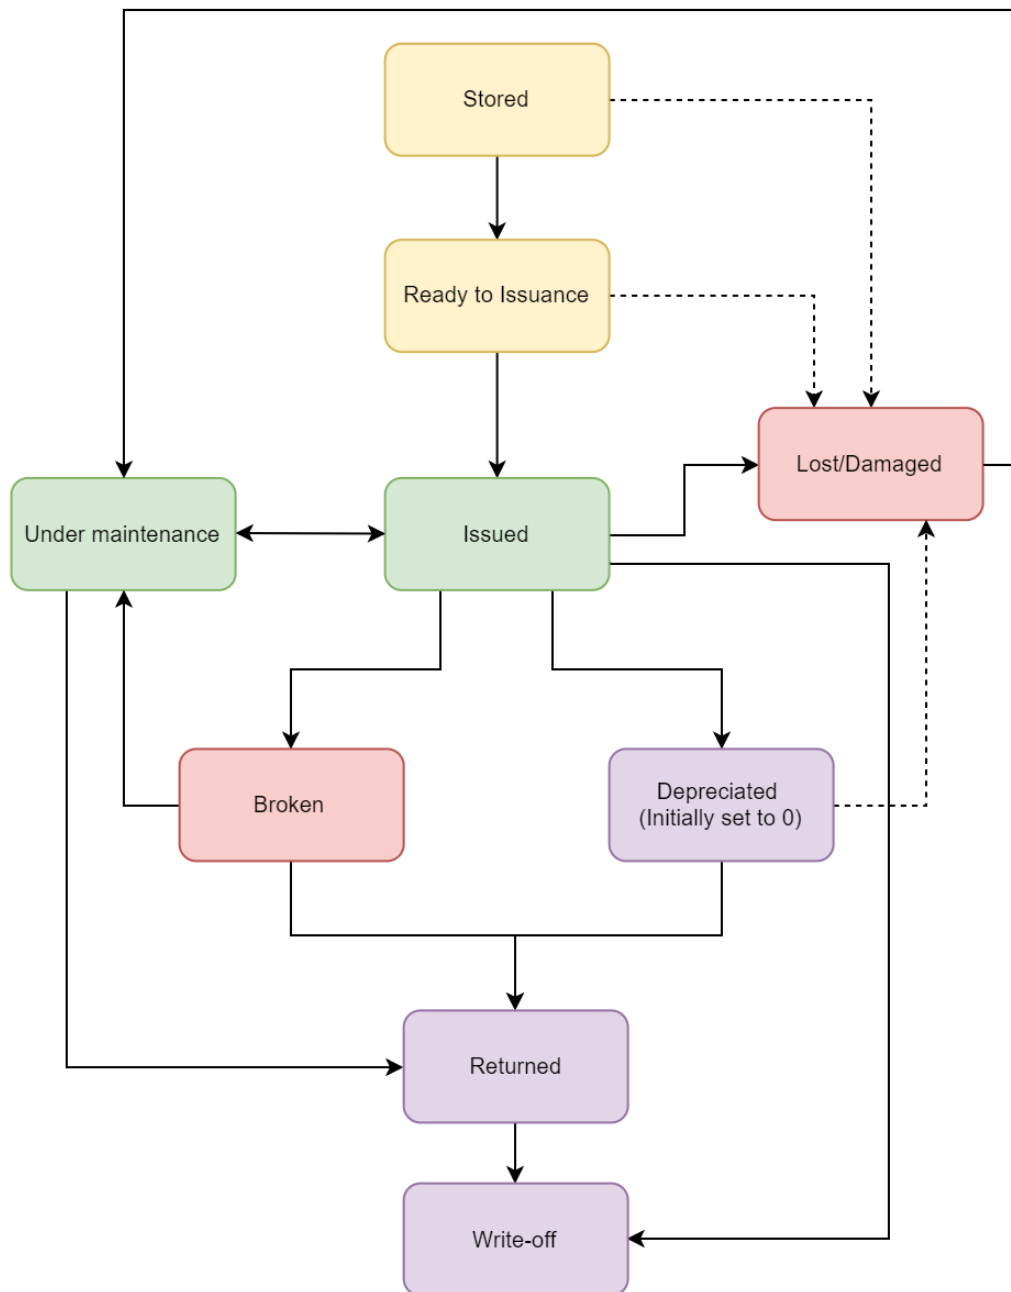 Stored
Ready to Issuance
Lost/Damaged
Under maintenance
Issued
Broken
Depreciated
(Initially set to 0)
Returned
Write-off